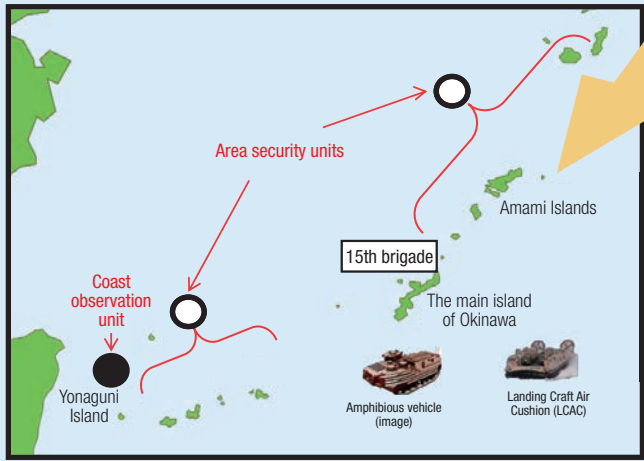 Area security units
Amami Islands
15th brigade
Coast
observation
unit
The main island
of Okinawa
Yonaguni
Island
Amphibious vehicle
(image)
Landing Craft Air
Cushion (LCAC)